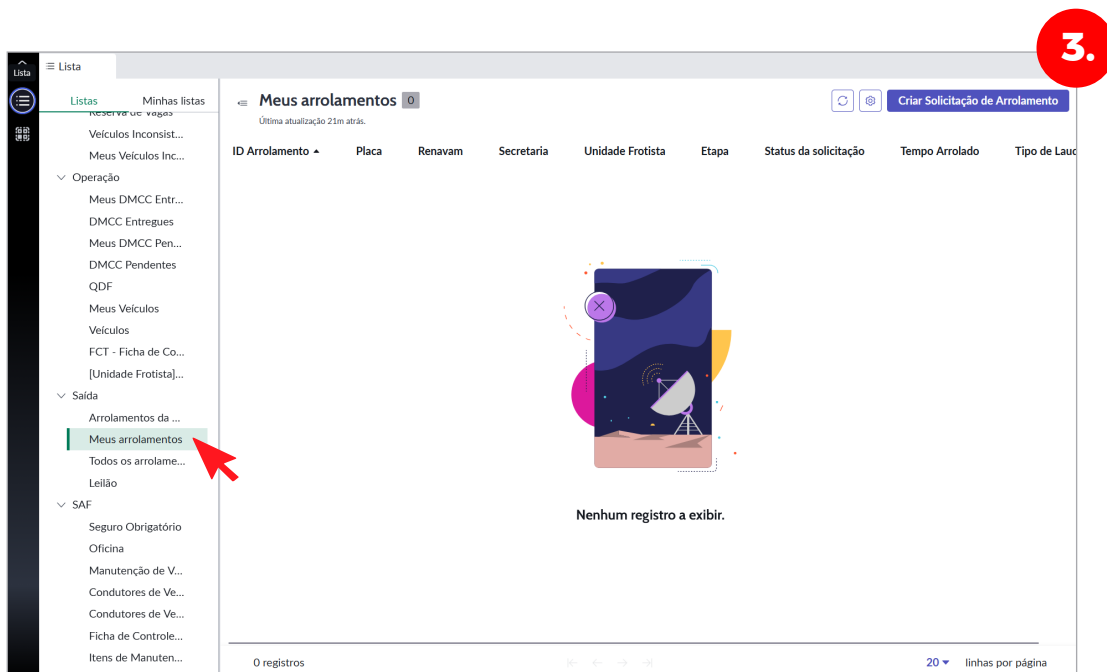 3.
Lista
Lista
Listas
Minhas listas
Reserva de Vagas
Veículos Inconsist...
Meus Veículos Inc...
Operação
Meus DMCC Entr...
DMCC Entregues
Meus DMCC Pen...
DMCC Pendentes
QDF
Meus Veículos
Veículos
FCT - Ficha de Co...
[Unidade Frotista]...
Saída
Arrolamentos da ...
Meus arrolamentos
Todos os arrolame...
Leilão
SAF
Seguro Obrigatório
Oficina
Manutenção de V...
Condutores de Ve...
Condutores de Ve...
Ficha de Controle...
Itens de Manuten...
Meus arrolamentos 0
Última atualização 21m atrás.
Criar Solicitação de Arrolamento
ID Arrolamento Placa Renavam Secretaria Unidade Frotista Etapa Status da solicitação Tempo Arrolado Tipo de Laud
Nenhum registro a exibir.
0 registros
20 linhas por página